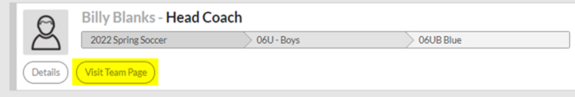 Billy Blanks - Head Coach
2022 Spring Soccer 06U - Boys 06UB Blue
Details Visit Team Page